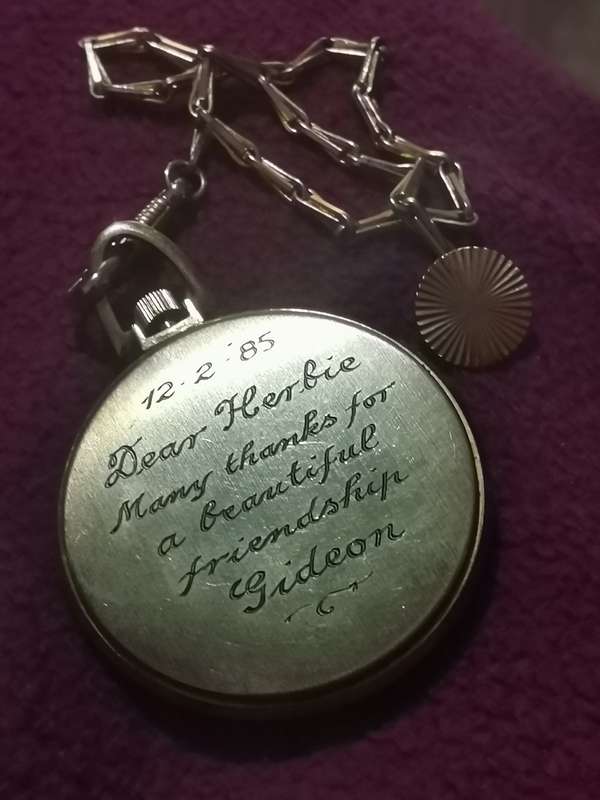 12·2·'85
Dear Herbie
Many thanks for
a beautiful
friendship
Gideon